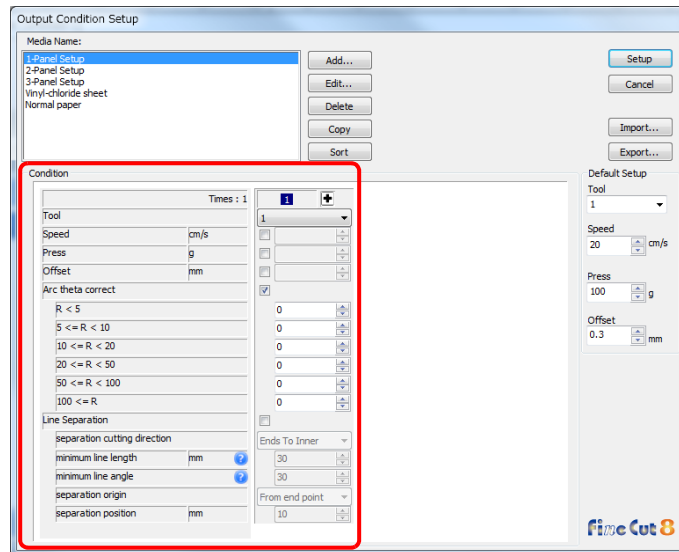 Output Condition Setup
Media Name:
1-Panel Setup
2-Panel Setup
3-Panel Setup
Vinyl-chloride sheet
Normal paper
Add...
Edit...
Delete
Copy
Sort
Setup
Cancel
Import...
Export...
Condition
Times : 1 1 +
Tool 1
Speed cm/s
Press g
Offset mm
Arc theta correct
R < 5 0
5 <= R < 10 0
10 <= R < 20 0
20 <= R < 50 0
50 <= R < 100 0
100 <= R 0
Line Separation
separation cutting direction Ends To Inner
minimum line length mm ? 30
minimum line angle ? 30
separation origin From end point
separation position mm 10
Default Setup
Tool
1
Speed
20 cm/s
Press
100 g
Offset
0.3 mm
Fine Cut 8